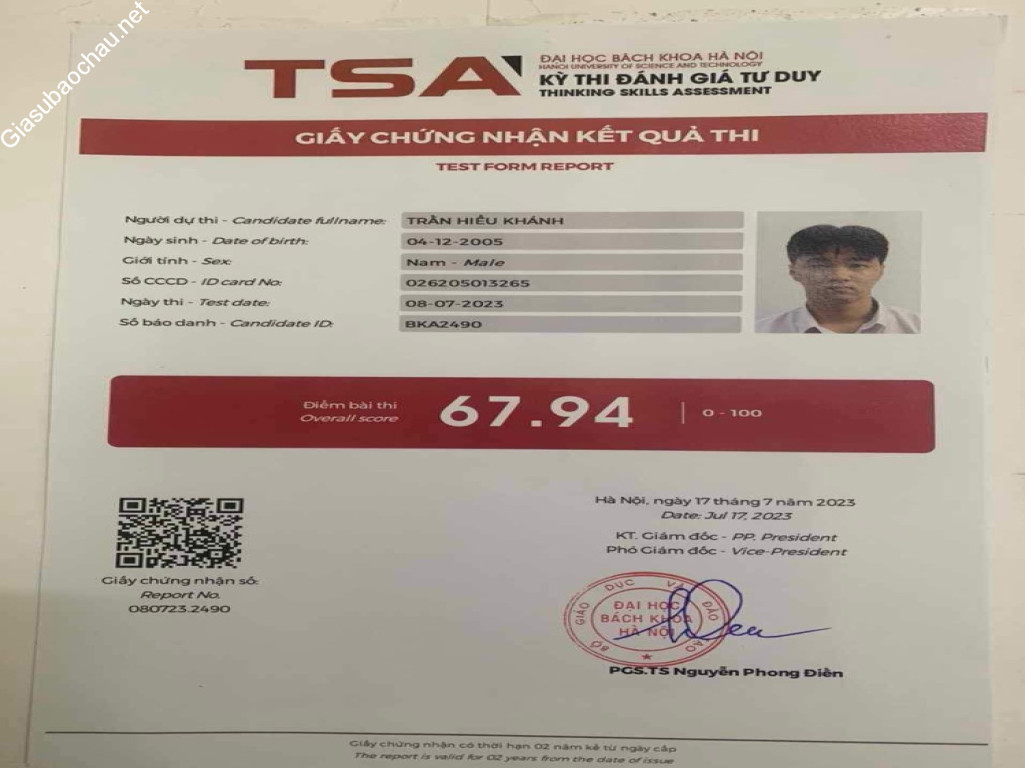 Giasubaochau.net
TSA
ĐẠI HỌC BÁCH KHOA HÀ NỘI
HANOI UNIVERSITY OF SCIENCE AND TECHNOLOGY
KỲ THI ĐÁNH GIÁ TƯ DUY
THINKING SKILLS ASSESSMENT
GIẤY CHỨNG NHẬN KẾT QUẢ THI
TEST FORM REPORT
Người dự thi - Candidate fullname: TRẦN HIẾU KHÁNH
Ngày sinh - Date of birth: 04-12-2005
Giới tính - Sex: Nam - Male
Số CCCD - ID card No: 026205013265
Ngày thi - Test date: 08-07-2023
Số báo danh - Candidate ID: BKA2490
Điểm bài thi
Overall score
67.94 | 0 - 100
Hà Nội, ngày 17 tháng 7 năm 2023
Date: Jul 17, 2023
KT. Giám đốc - PP. President
Phó Giám đốc - Vice-President
Giấy chứng nhận số:
Report No.
080723.2490
BỘ GIÁO DỤC VÀ ĐÀO TẠO
ĐẠI HỌC
BÁCH KHOA
HÀ NỘI
PGS.TS Nguyễn Phong Điền
Giấy chứng nhận có thời hạn 02 năm kể từ ngày cấp
The report is valid for 02 years from the date of issue